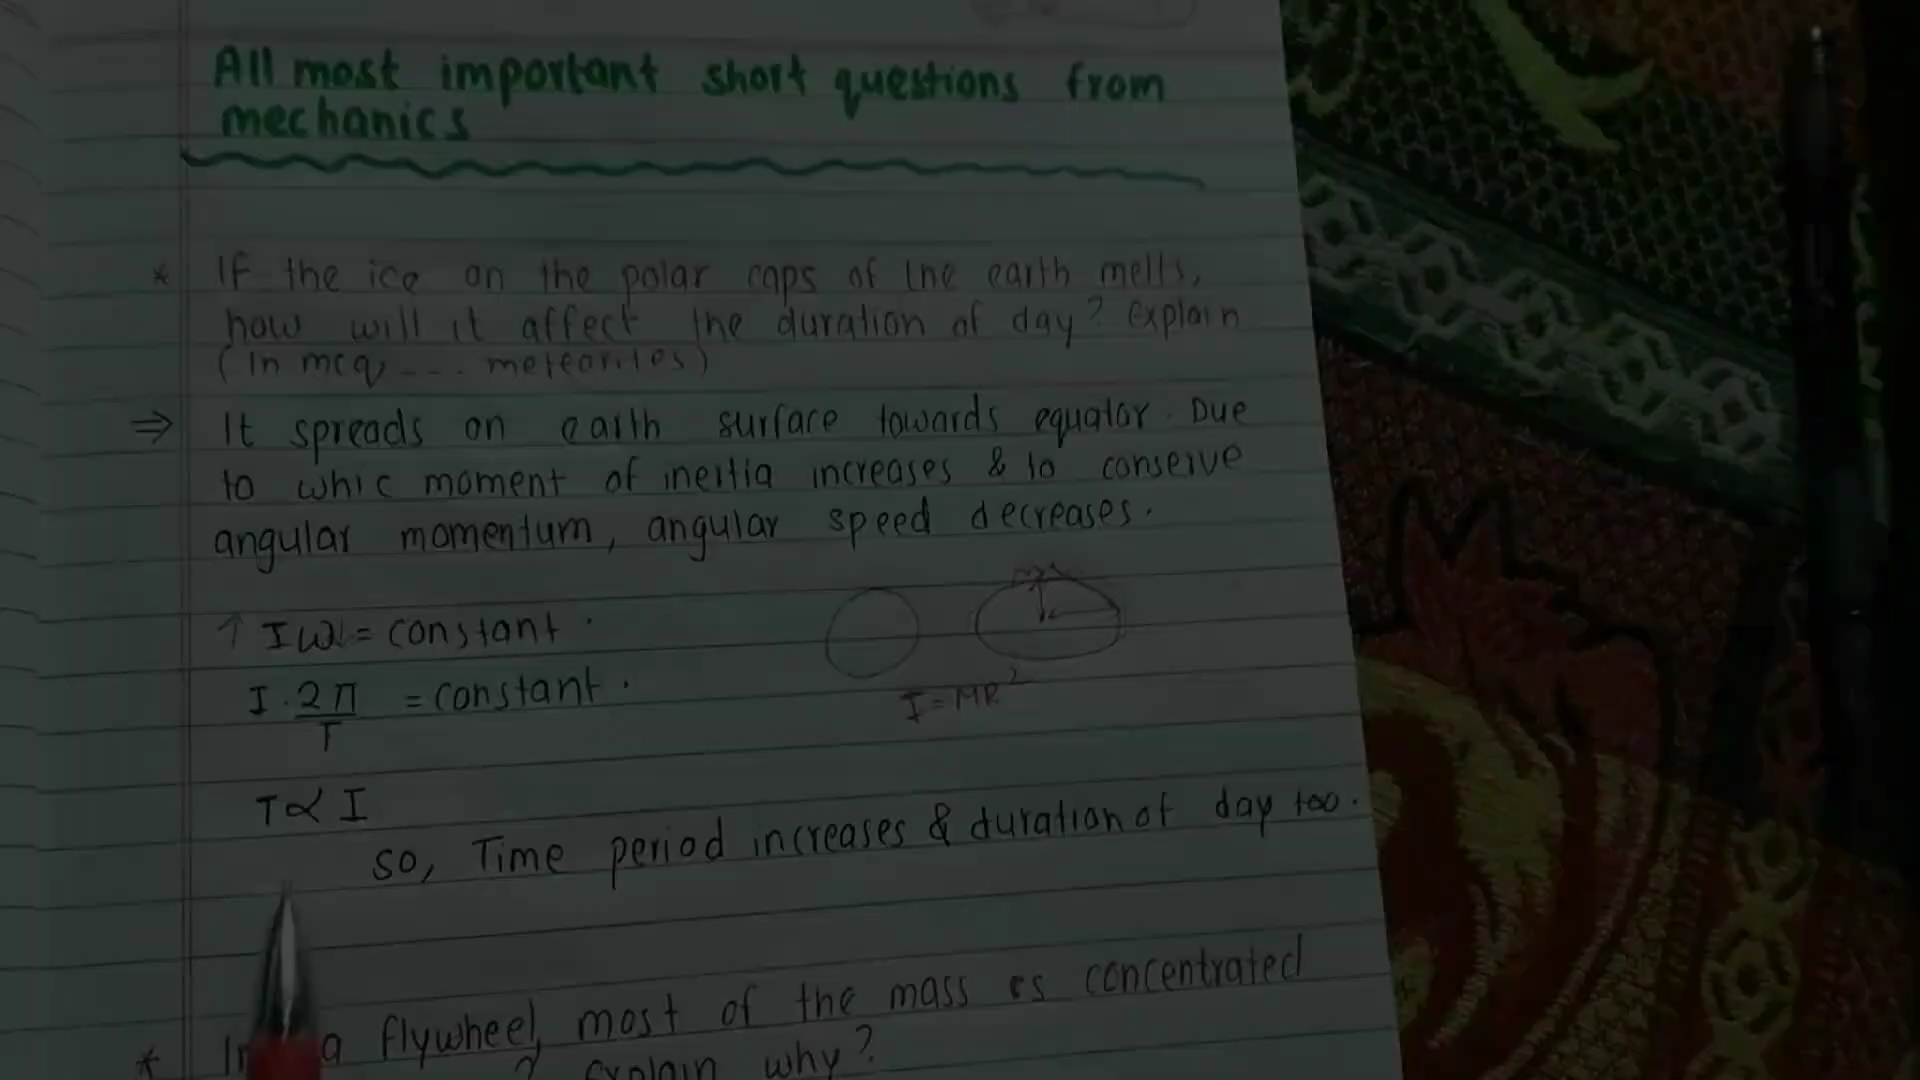 All most important short questions from
mechanics
* If the ice on the polar caps of the earth melts,
how will it affect the duration of day? Explain
(In mcq ... meteorites)
⇒ It spreads on earth surface towards equator. Due
to whic moment of inertia increases & to conserve
angular momentum, angular speed decreases.
↑ Iω = constant.
I · 2π/T = constant.
I = MR²
T ∝ I
so, Time period increases & duration of day too.
* In a flywheel, most of the mass is concentrated
? explain why?